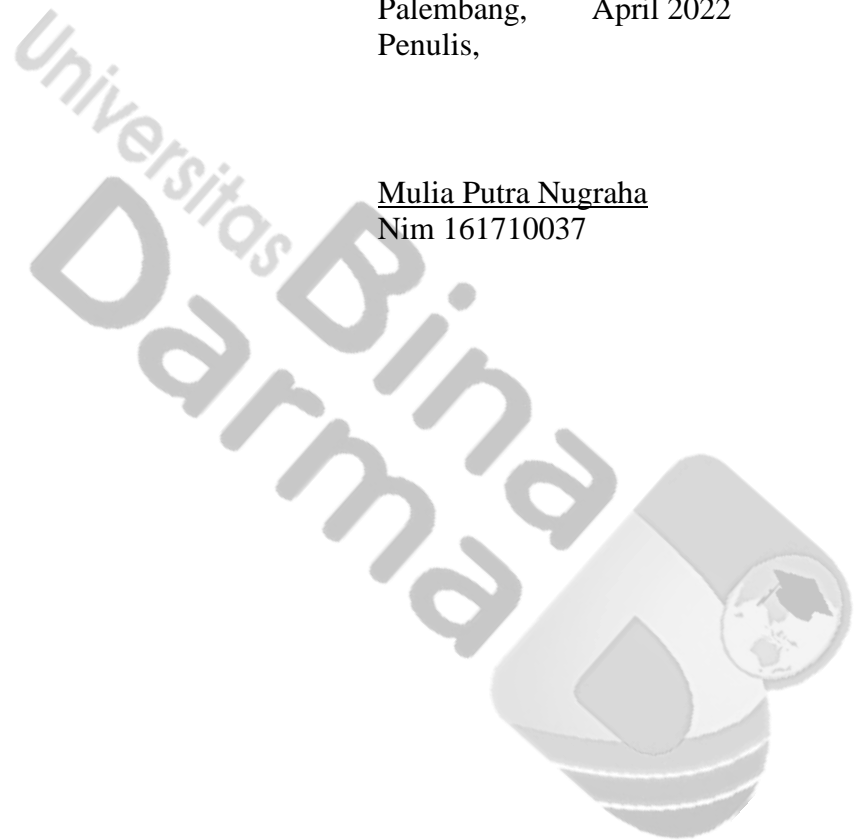 Palembang, April 2022
Penulis,
Mulia Putra Nugraha
Nim 161710037
Universitas
Bina
Darma